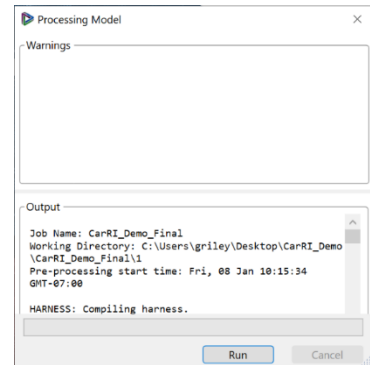 Processing Model
Warnings
Output
Job Name: CarRI_Demo_Final
Working Directory: C:\Users\griley\Desktop\CarRI_Demo
\CarRI_Demo_Final\1
Pre-processing start time: Fri, 08 Jan 10:15:34
GMT-07:00
HARNESS: Compiling harness.
Run
Cancel